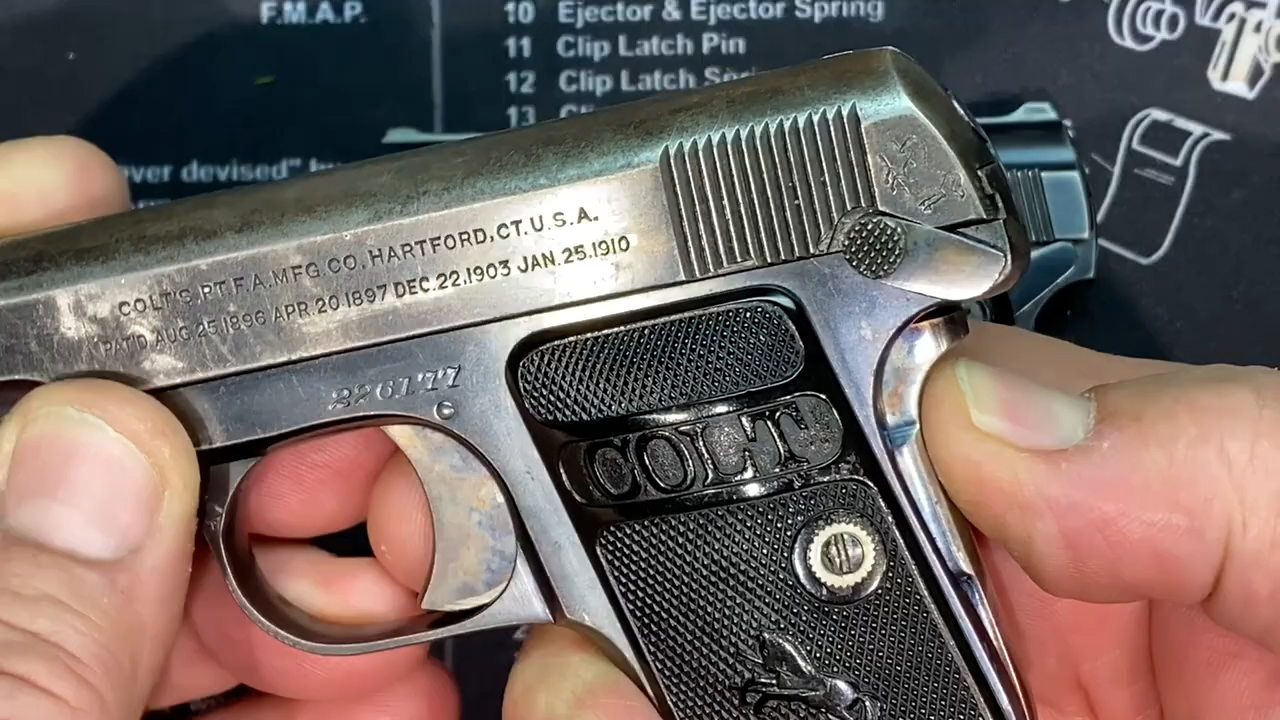 F.M.A.P.
10 Ejector & Ejector Spring
11 Clip Latch Pin
12 Clip Latch
13
devised"
COLT'S PT.F.A.MFG.CO. HARTFORD, CT. U.S.A.
PAT'D AUG.25.1896 APR.20.1897 DEC.22.1903 JAN.25.1910
226177
COLT